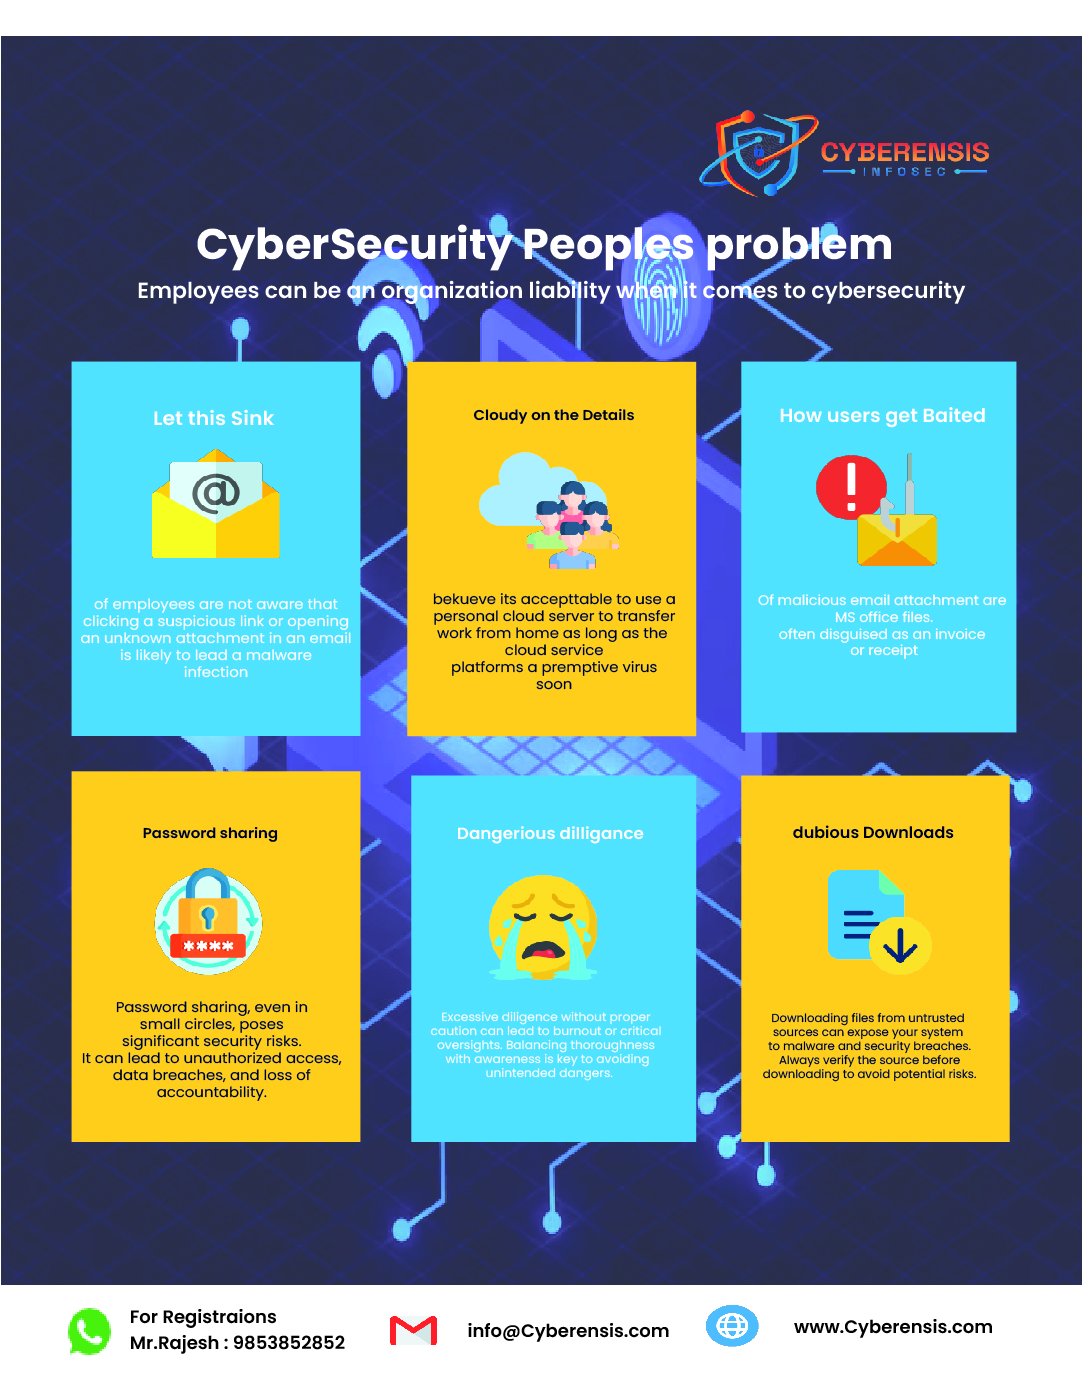 CYBERENSIS
INFOSEC
CyberSecurity Peoples problem
Employees can be an organization liability when it comes to cybersecurity
Let this Sink
@
of employees are not aware that
clicking a suspicious link or opening
an unknown attachment in an email
is likely to lead a malware
infection
Cloudy on the Details
bekueve its accepttable to use a
personal cloud server to transfer
work from home as long as the
cloud service
platforms a premptive virus
soon
How users get Baited
Of malicious email attachment are
MS office files.
often disguised as an invoice
or receipt
Password sharing
****
Password sharing, even in
small circles, poses
significant security risks.
It can lead to unauthorized access,
data breaches, and loss of
accountability.
Dangerious dilligance
Excessive diligence without proper
caution can lead to burnout or critical
oversights. Balancing thoroughness
with awareness is key to avoiding
unintended dangers.
dubious Downloads
Downloading files from untrusted
sources can expose your system
to malware and security breaches.
Always verify the source before
downloading to avoid potential risks.
For Registraions
Mr.Rajesh : 9853852852
info@Cyberensis.com
www.Cyberensis.com